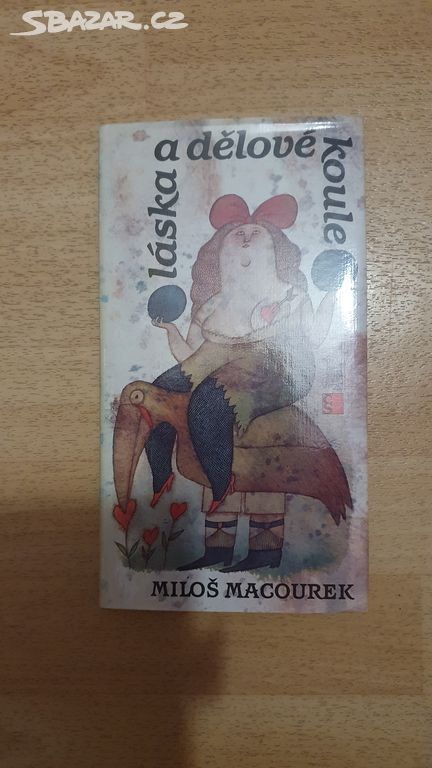 SBAZAR.CZ
láska a dělové koule
MILOŠ MACOUREK